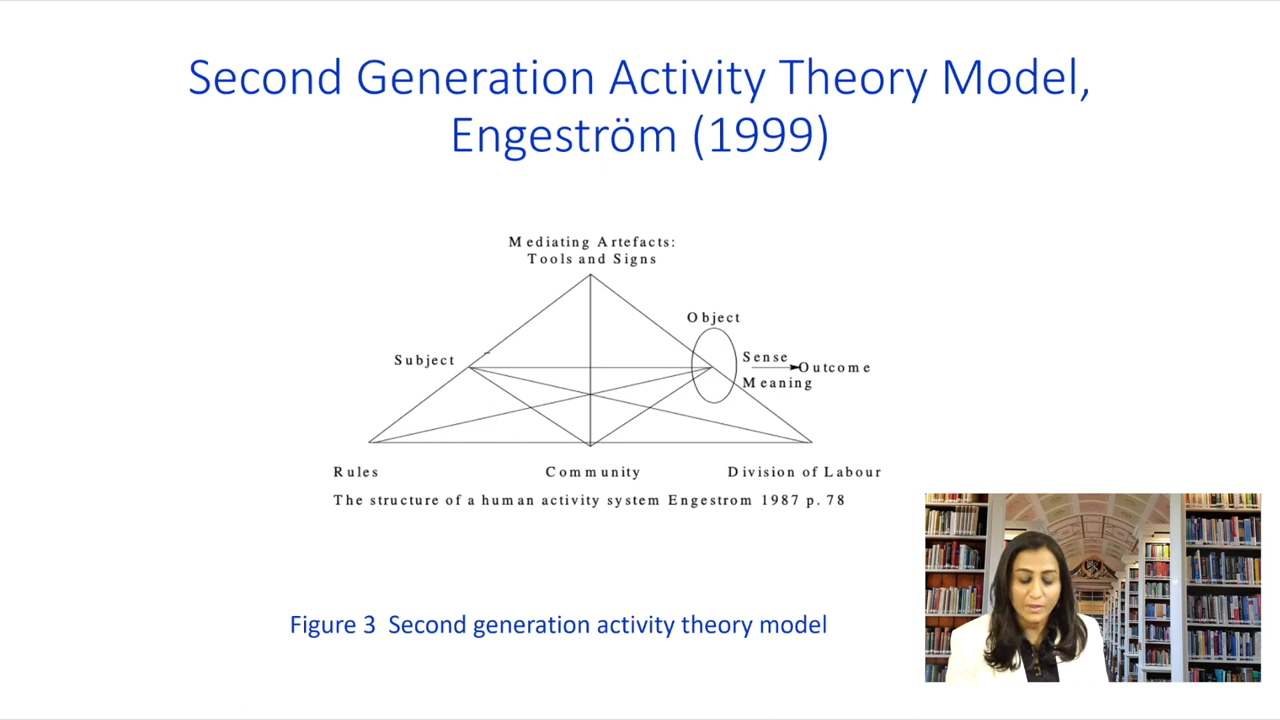 Second Generation Activity Theory Model,
Engeström (1999)
Mediating Artefacts:
Tools and Signs
Object
Subject
Sense
Outcome
Meaning
Rules
Community
Division of Labour
The structure of a human activity system Engestrom 1987 p. 78
Figure 3 Second generation activity theory model